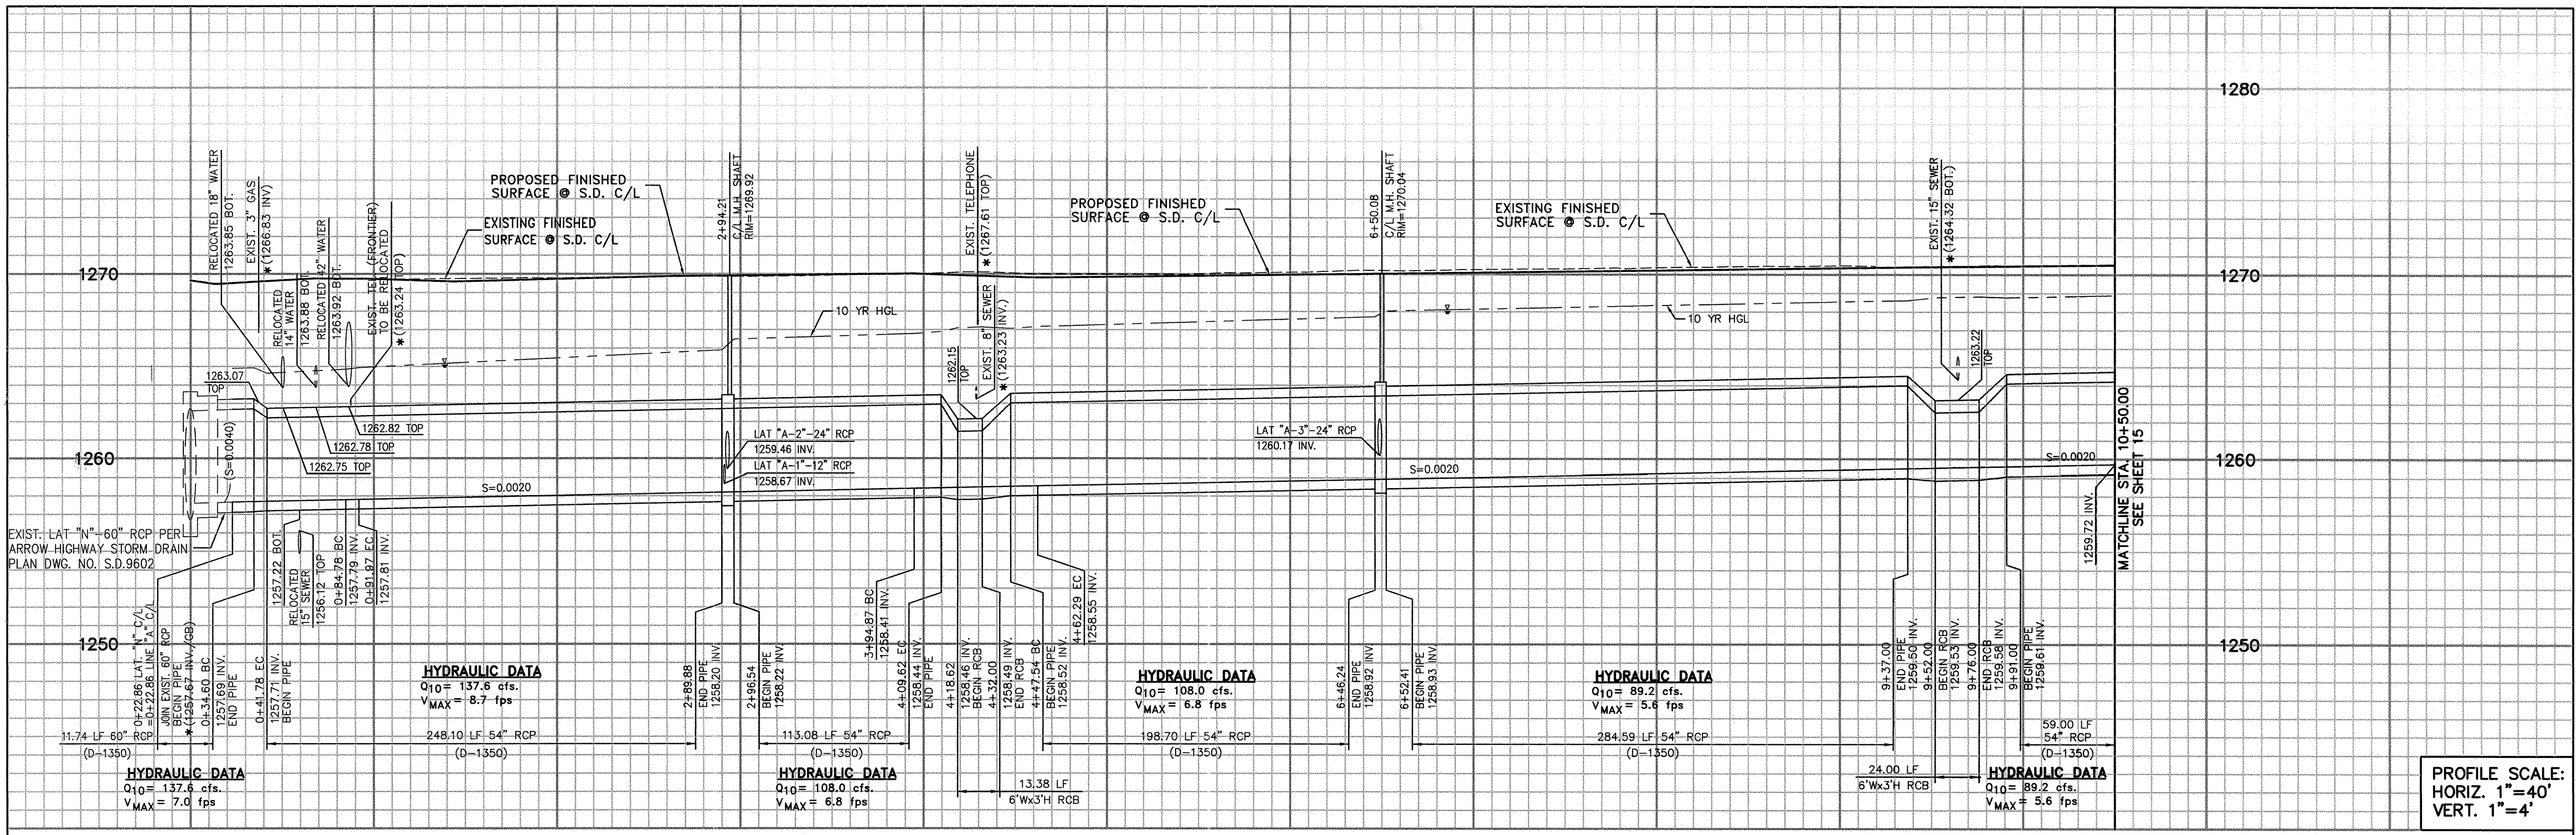 1280
1270
1260
1250
1280
1270
1260
1250
RELOCATED 18" WATER
1263.85 BOT.
EXIST. 3" GAS
*(1266.83 INV)
RELOCATED
14" WATER
1263.88 BOT.
RELOCATED 42" WATER
1263.92 BOT.
EXIST. TEL. (FRONTIER)
TO BE RELOCATED
*(1263.24 TOP)
PROPOSED FINISHED
SURFACE @ S.D. C/L
EXISTING FINISHED
SURFACE @ S.D. C/L
2+94.21
C/L M.H. SHAFT
RIM=1269.92
10 YR HGL
EXIST. TELEPHONE
*(1267.61 TOP)
1262.15
TOP
EXIST. 8" SEWER
*(1263.23 INV.)
PROPOSED FINISHED
SURFACE @ S.D. C/L
6+50.08
C/L M.H. SHAFT
RIM=1270.04
EXISTING FINISHED
SURFACE @ S.D. C/L
10 YR HGL
EXIST. 15" SEWER
*(1264.32 BOT.)
1263.22
TOP
MATCHLINE STA. 10+50.00
SEE SHEET 15
1263.07
TOP
(S=0.0040)
1262.82 TOP
1262.78 TOP
1262.75 TOP
S=0.0020
LAT "A-2"-24" RCP
1259.46 INV.
LAT "A-1"-12" RCP
1258.67 INV.
LAT "A-3"-24" RCP
1260.17 INV.
S=0.0020
S=0.0020
1259.72 INV.
EXIST. LAT "N"-60" RCP PER
ARROW HIGHWAY STORM DRAIN
PLAN DWG. NO. S.D.9602
0+22.86 LAT. "N" C/L
=0+22.86 LINE "A" C/L
JOIN EXIST. 60" RCP
BEGIN PIPE
*(1257.67 INV./GB)
0+34.60 BC
1257.69 INV.
END PIPE
0+41.78 EC
1257.71 INV.
BEGIN PIPE
1257.22 BOT.
RELOCATED
15" SEWER
1256.12 TOP
0+84.78 BC
1257.79 INV.
0+91.97 EC
1257.81 INV.
2+89.88
END PIPE
1258.20 INV.
2+96.54
BEGIN PIPE
1258.22 INV.
3+94.87 BC
1258.41 INV.
4+09.62 EC
1258.44 INV.
END PIPE
4+18.62
1258.46 INV.
BEGIN RCB
4+32.00
1258.49 INV.
END RCB
4+47.54 BC
BEGIN PIPE
1258.52 INV.
4+62.29 EC
1258.55 INV.
6+46.24
END PIPE
1258.92 INV.
6+52.41
BEGIN PIPE
1258.93 INV.
9+37.00
END PIPE
1259.50 INV.
9+52.00
BEGIN RCB
1259.53 INV.
9+76.00
END RCB
1259.58 INV.
9+91.00
BEGIN PIPE
1259.61 INV.
HYDRAULIC DATA
Q10= 137.6 cfs.
VMAX = 8.7 fps
HYDRAULIC DATA
Q10= 108.0 cfs.
VMAX = 6.8 fps
HYDRAULIC DATA
Q10= 89.2 cfs.
VMAX = 5.6 fps
11.74 LF 60" RCP
(D-1350)
248.10 LF 54" RCP
(D-1350)
113.08 LF 54" RCP
(D-1350)
198.70 LF 54" RCP
(D-1350)
284.59 LF 54" RCP
(D-1350)
59.00 LF
54" RCP
(D-1350)
HYDRAULIC DATA
Q10= 137.6 cfs.
VMAX = 7.0 fps
HYDRAULIC DATA
Q10= 108.0 cfs.
VMAX = 6.8 fps
13.38 LF
6'Wx3'H RCB
24.00 LF
6'Wx3'H RCB
HYDRAULIC DATA
Q10= 89.2 cfs.
VMAX = 5.6 fps
PROFILE SCALE:
HORIZ. 1"=40'
VERT. 1"=4'